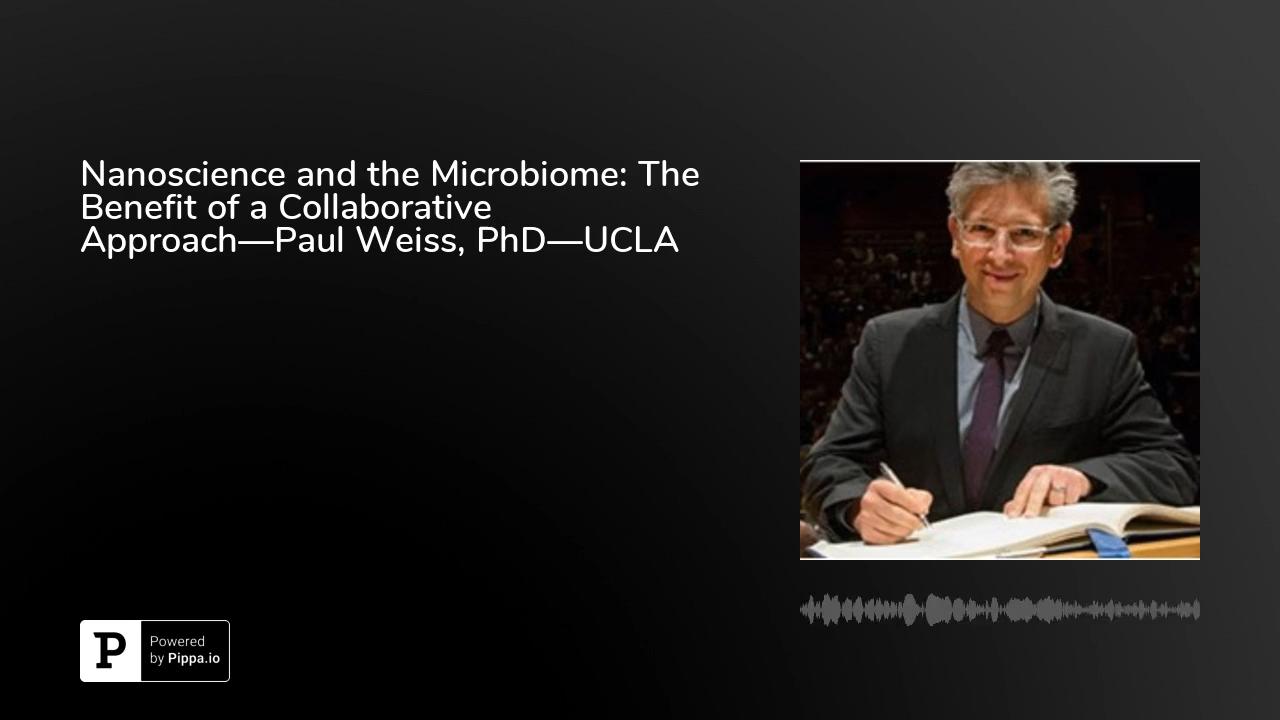 Nanoscience and the Microbiome: The
Benefit of a Collaborative
Approach—Paul Weiss, PhD—UCLA
P
Powered
by Pippa.io